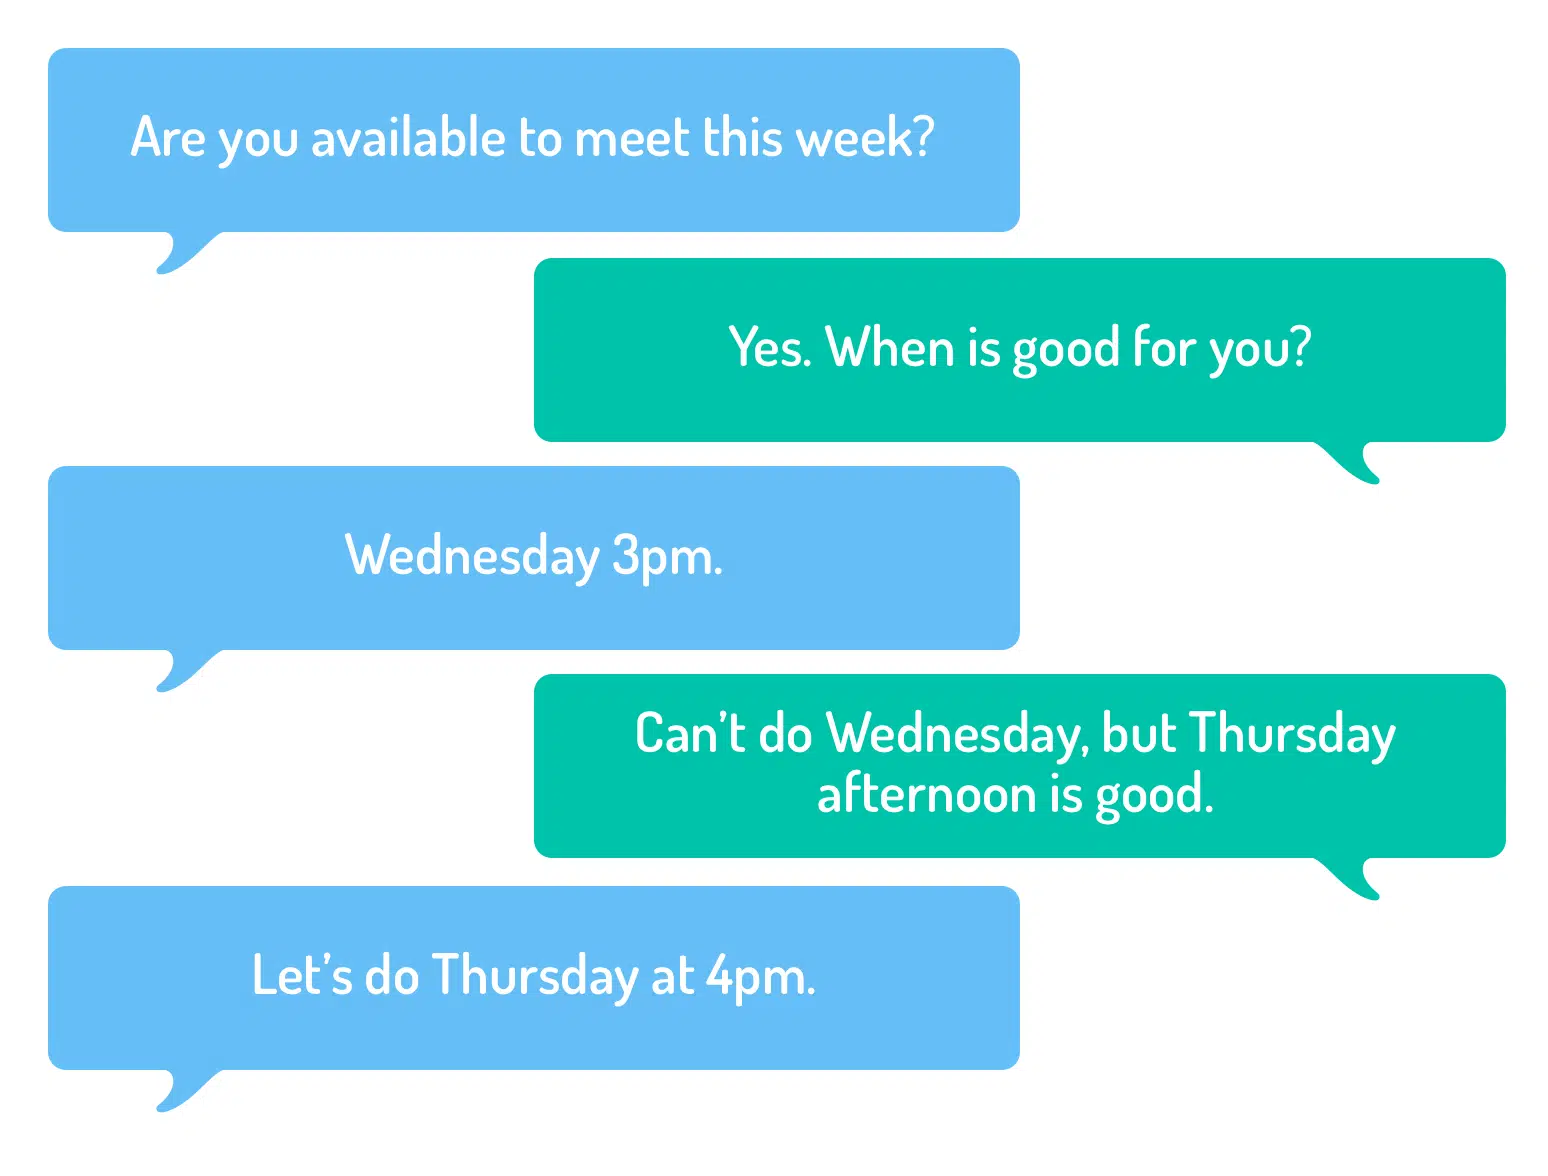 Are you available to meet this week?
Yes. When is good for you?
Wednesday 3pm.
Can’t do Wednesday, but Thursday
afternoon is good.
Let’s do Thursday at 4pm.